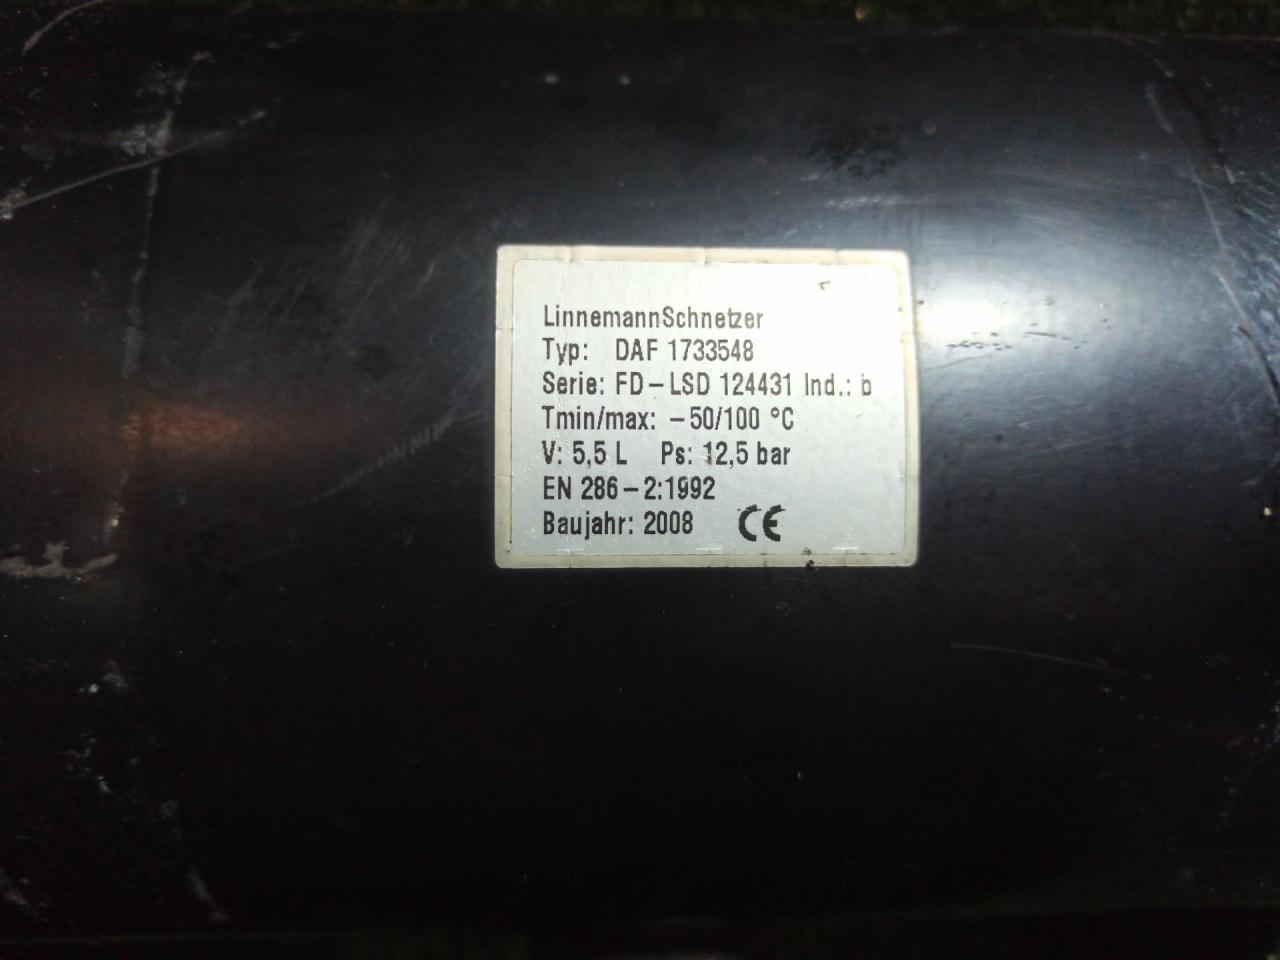 LinnemannSchnetzer
Typ: DAF 1733548
Serie: FD-LSD 124431 Ind.: b
Tmin/max: -50/100 °C
V: 5,5 L Ps: 12,5 bar
EN 286-2:1992
Baujahr: 2008 CE